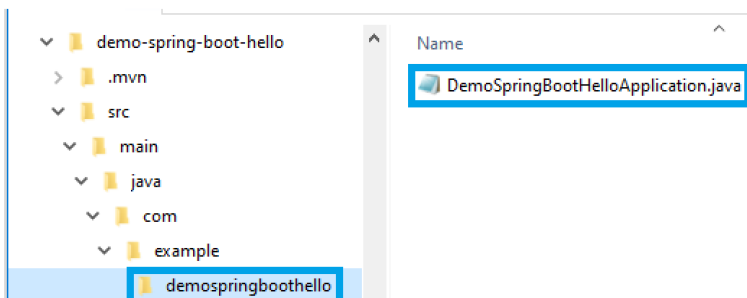 demo-spring-boot-hello
.mvn
src
main
java
com
example
demospringboothello
Name
DemoSpringBootHelloApplication.java